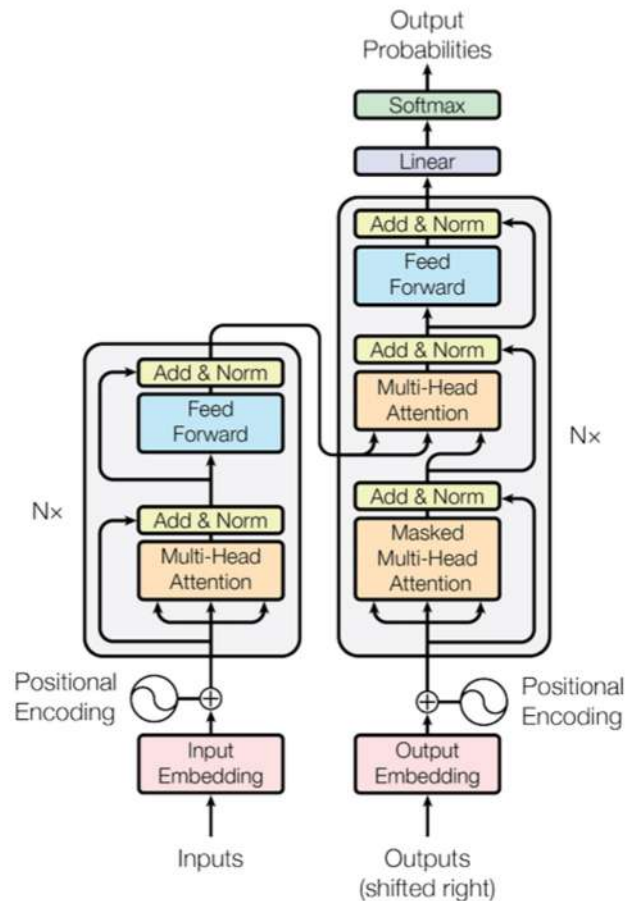 Output
Probabilities
Softmax
Linear
Add & Norm
Feed
Forward
Add & Norm
Multi-Head
Attention
Add & Norm
Masked
Multi-Head
Attention
N×
Add & Norm
Feed
Forward
Add & Norm
Multi-Head
Attention
N×
Positional
Encoding
Positional
Encoding
Input
Embedding
Output
Embedding
Inputs
Outputs
(shifted right)